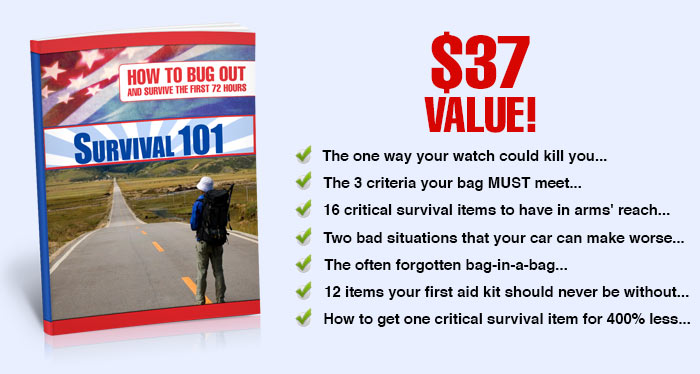 HOW TO BUG OUT
AND SURVIVE THE FIRST 72 HOURS
SURVIVAL 101
$37
VALUE!
The one way your watch could kill you...
The 3 criteria your bag MUST meet...
16 critical survival items to have in arms' reach...
Two bad situations that your car can make worse...
The often forgotten bag-in-a-bag...
12 items your first aid kit should never be without...
How to get one critical survival item for 400% less...